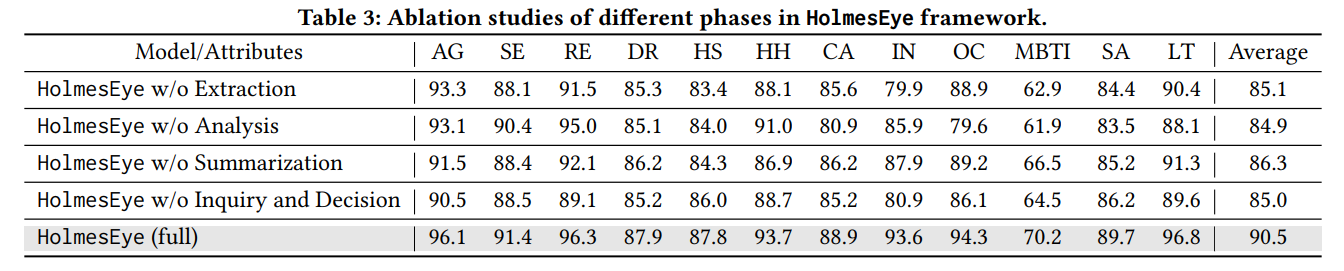 Table 3: Ablation studies of different phases in HolmesEye framework.
Model/Attributes AG SE RE DR HS HH CA IN OC MBTI SA LT Average
HolmesEye w/o Extraction 93.3 88.1 91.5 85.3 83.4 88.1 85.6 79.9 88.9 62.9 84.4 90.4 85.1
HolmesEye w/o Analysis 93.1 90.4 95.0 85.1 84.0 91.0 80.9 85.9 79.6 61.9 83.5 88.1 84.9
HolmesEye w/o Summarization 91.5 88.4 92.1 86.2 84.3 86.9 86.2 87.9 89.2 66.5 85.2 91.3 86.3
HolmesEye w/o Inquiry and Decision 90.5 88.5 89.1 85.2 86.0 88.7 85.2 80.9 86.1 64.5 86.2 89.6 85.0
HolmesEye (full) 96.1 91.4 96.3 87.9 87.8 93.7 88.9 93.6 94.3 70.2 89.7 96.8 90.5